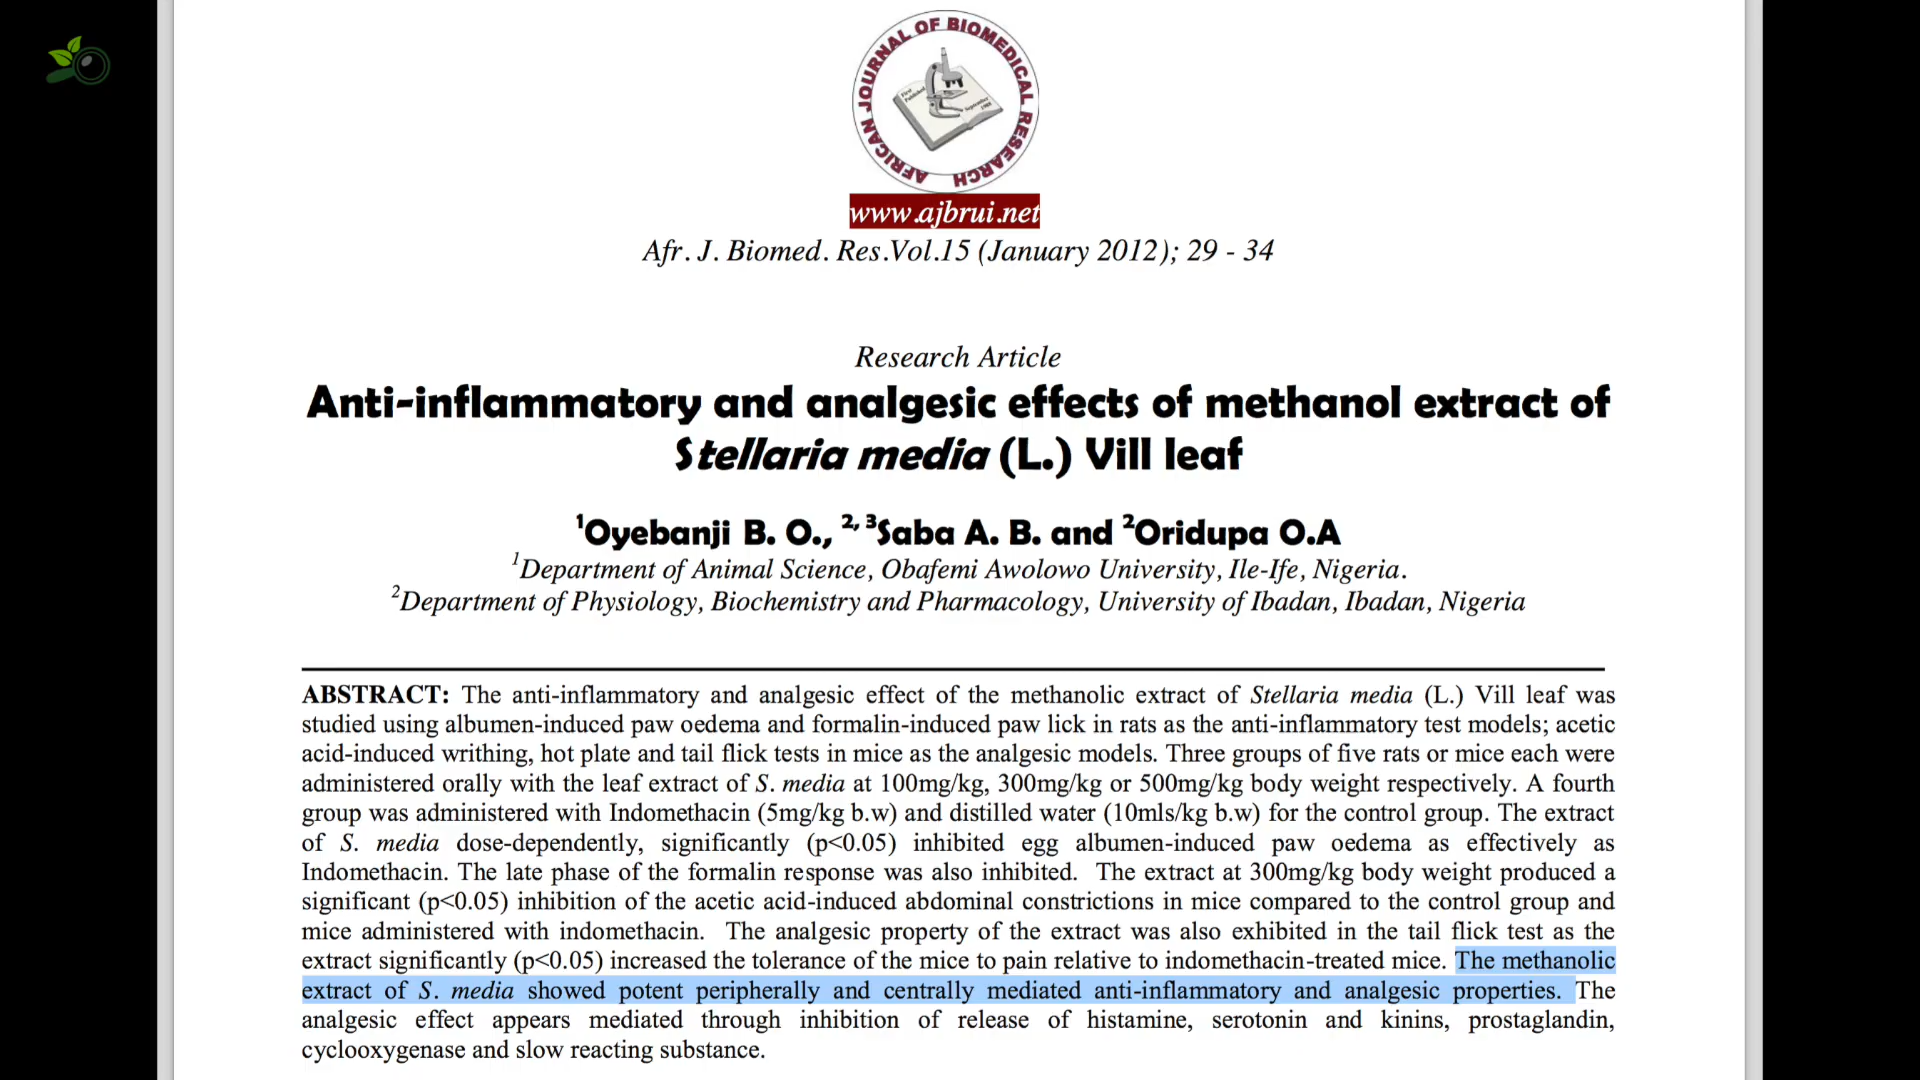 AFRICAN JOURNAL OF BIOMEDICAL RESEARCH
First Published
September 1988
www.ajbrui.net
Afr. J. Biomed. Res.Vol.15 (January 2012); 29 - 34
Research Article
Anti-inflammatory and analgesic effects of methanol extract of
Stellaria media (L.) Vill leaf
1Oyebanji B. O., 2, 3Saba A. B. and 2Oridupa O.A
1Department of Animal Science, Obafemi Awolowo University, Ile-Ife, Nigeria.
2Department of Physiology, Biochemistry and Pharmacology, University of Ibadan, Ibadan, Nigeria
ABSTRACT: The anti-inflammatory and analgesic effect of the methanolic extract of Stellaria media (L.) Vill leaf was
studied using albumen-induced paw oedema and formalin-induced paw lick in rats as the anti-inflammatory test models; acetic
acid-induced writhing, hot plate and tail flick tests in mice as the analgesic models. Three groups of five rats or mice each were
administered orally with the leaf extract of S. media at 100mg/kg, 300mg/kg or 500mg/kg body weight respectively. A fourth
group was administered with Indomethacin (5mg/kg b.w) and distilled water (10mls/kg b.w) for the control group. The extract
of S. media dose-dependently, significantly (p<0.05) inhibited egg albumen-induced paw oedema as effectively as
Indomethacin. The late phase of the formalin response was also inhibited. The extract at 300mg/kg body weight produced a
significant (p<0.05) inhibition of the acetic acid-induced abdominal constrictions in mice compared to the control group and
mice administered with indomethacin. The analgesic property of the extract was also exhibited in the tail flick test as the
extract significantly (p<0.05) increased the tolerance of the mice to pain relative to indomethacin-treated mice. The methanolic
extract of S. media showed potent peripherally and centrally mediated anti-inflammatory and analgesic properties. The
analgesic effect appears mediated through inhibition of release of histamine, serotonin and kinins, prostaglandin,
cyclooxygenase and slow reacting substance.